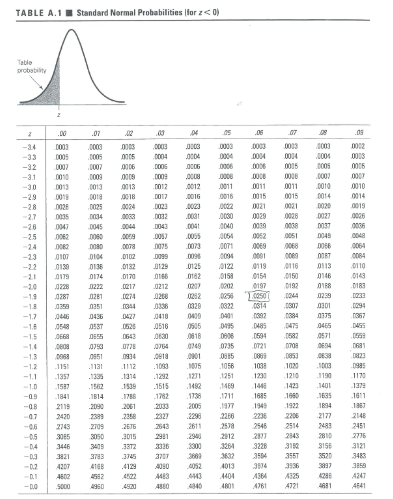 TABLE A.1 ■ Standard Normal Probabilities (for z < 0)
Table
probability
z
z .00 .01 .02 .03 .04 .05 .06 .07 .08 .09
−3.4 .0003 .0003 .0003 .0003 .0003 .0003 .0003 .0003 .0003 .0002
−3.3 .0005 .0005 .0005 .0004 .0004 .0004 .0004 .0004 .0004 .0003
−3.2 .0007 .0007 .0006 .0006 .0006 .0006 .0006 .0005 .0005 .0005
−3.1 .0010 .0009 .0009 .0009 .0008 .0008 .0008 .0008 .0007 .0007
−3.0 .0013 .0013 .0013 .0012 .0012 .0011 .0011 .0011 .0010 .0010
−2.9 .0019 .0018 .0018 .0017 .0016 .0016 .0015 .0015 .0014 .0014
−2.8 .0026 .0025 .0024 .0023 .0023 .0022 .0021 .0021 .0020 .0019
−2.7 .0035 .0034 .0033 .0032 .0031 .0030 .0029 .0028 .0027 .0026
−2.6 .0047 .0045 .0044 .0043 .0041 .0040 .0039 .0038 .0037 .0036
−2.5 .0062 .0060 .0059 .0057 .0055 .0054 .0052 .0051 .0049 .0048
−2.4 .0082 .0080 .0078 .0075 .0073 .0071 .0069 .0068 .0066 .0064
−2.3 .0107 .0104 .0102 .0099 .0096 .0094 .0091 .0089 .0087 .0084
−2.2 .0139 .0136 .0132 .0129 .0125 .0122 .0119 .0116 .0113 .0110
−2.1 .0179 .0174 .0170 .0166 .0162 .0158 .0154 .0150 .0146 .0143
−2.0 .0228 .0222 .0217 .0212 .0207 .0202 .0197 .0192 .0188 .0183
−1.9 .0287 .0281 .0274 .0268 .0262 .0256 .0250 .0244 .0239 .0233
−1.8 .0359 .0351 .0344 .0336 .0329 .0322 .0314 .0307 .0301 .0294
−1.7 .0446 .0436 .0427 .0418 .0409 .0401 .0392 .0384 .0375 .0367
−1.6 .0548 .0537 .0526 .0516 .0505 .0495 .0485 .0475 .0465 .0455
−1.5 .0668 .0655 .0643 .0630 .0618 .0606 .0594 .0582 .0571 .0559
−1.4 .0808 .0793 .0778 .0764 .0749 .0735 .0721 .0708 .0694 .0681
−1.3 .0968 .0951 .0934 .0918 .0901 .0885 .0869 .0853 .0838 .0823
−1.2 .1151 .1131 .1112 .1093 .1075 .1056 .1038 .1020 .1003 .0985
−1.1 .1357 .1335 .1314 .1292 .1271 .1251 .1230 .1210 .1190 .1170
−1.0 .1587 .1562 .1539 .1515 .1492 .1469 .1446 .1423 .1401 .1379
−0.9 .1841 .1814 .1788 .1762 .1736 .1711 .1685 .1660 .1635 .1611
−0.8 .2119 .2090 .2061 .2033 .2005 .1977 .1949 .1922 .1894 .1867
−0.7 .2420 .2389 .2358 .2327 .2296 .2266 .2236 .2206 .2177 .2148
−0.6 .2743 .2709 .2676 .2643 .2611 .2578 .2546 .2514 .2483 .2451
−0.5 .3085 .3050 .3015 .2981 .2946 .2912 .2877 .2843 .2810 .2776
−0.4 .3446 .3409 .3372 .3336 .3300 .3264 .3228 .3192 .3156 .3121
−0.3 .3821 .3783 .3745 .3707 .3669 .3632 .3594 .3557 .3520 .3483
−0.2 .4207 .4168 .4129 .4090 .4052 .4013 .3974 .3936 .3897 .3859
−0.1 .4602 .4562 .4522 .4483 .4443 .4404 .4364 .4325 .4286 .4247
−0.0 .5000 .4960 .4920 .4880 .4840 .4801 .4761 .4721 .4681 .4641